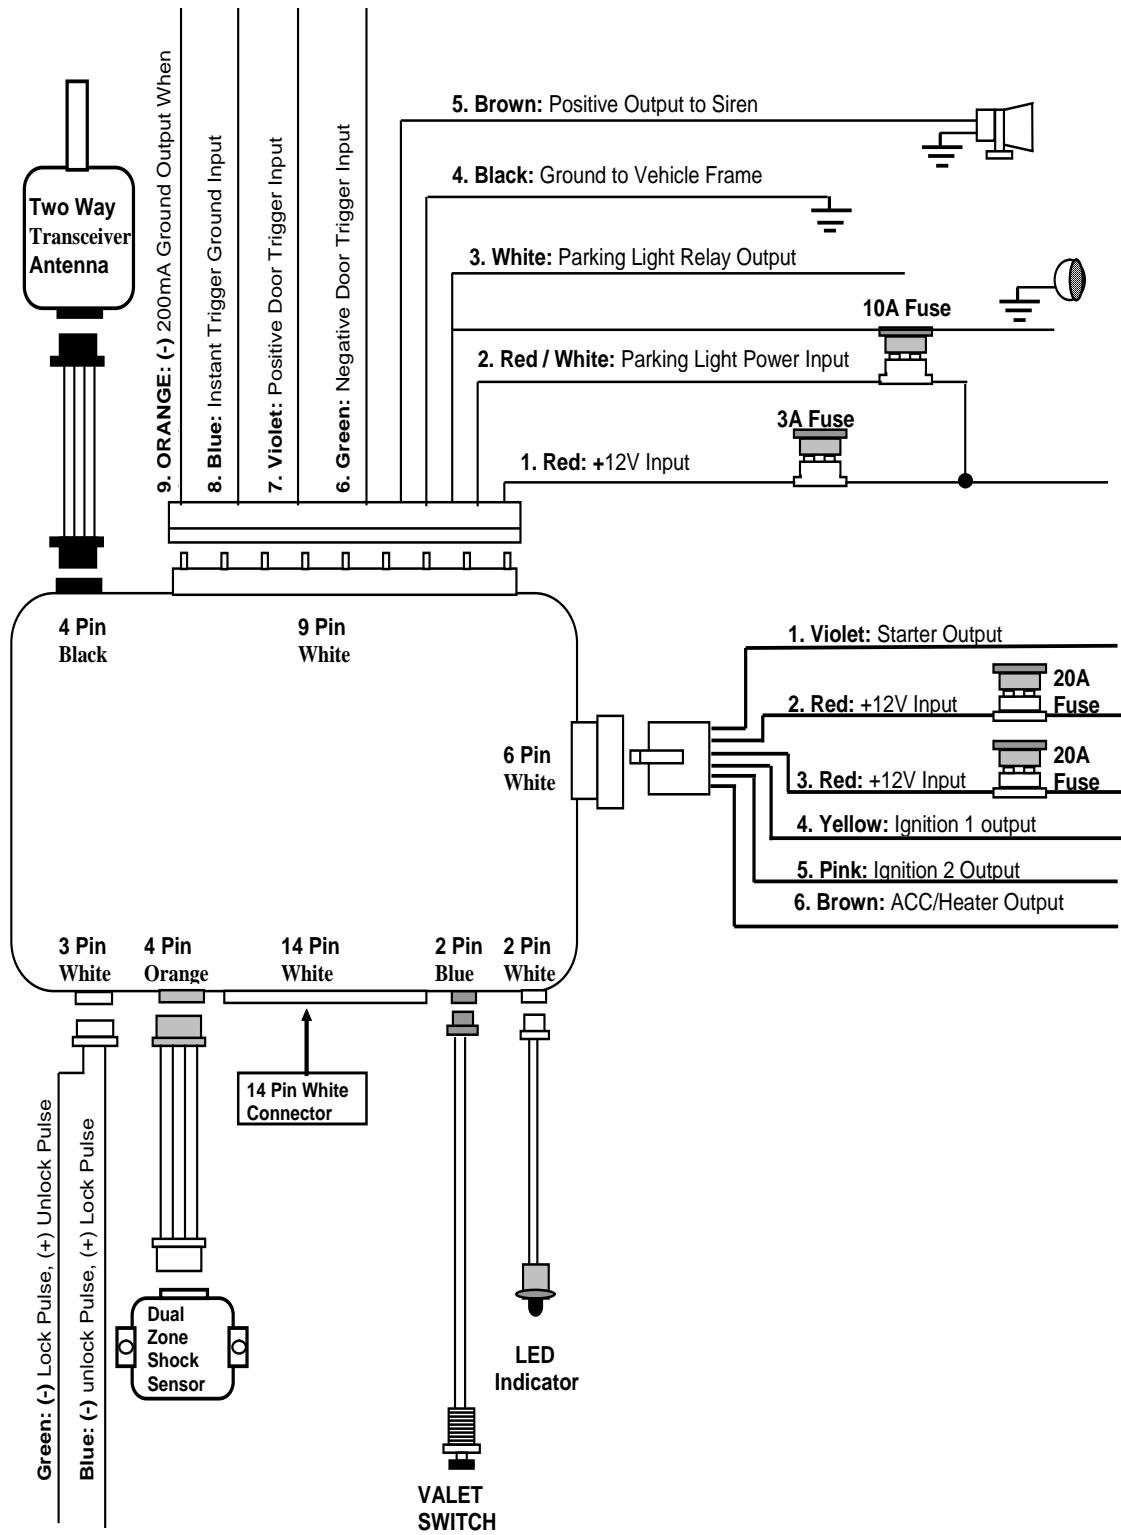 9. ORANGE: (-) 200mA Ground Output When
8. Blue: Instant Trigger Ground Input
7. Violet: Positive Door Trigger Input
6. Green: Negative Door Trigger Input
5. Brown: Positive Output to Siren
4. Black: Ground to Vehicle Frame
3. White: Parking Light Relay Output
10A Fuse
2. Red / White: Parking Light Power Input
3A Fuse
1. Red: +12V Input
Two Way
Transceiver
Antenna
4 Pin
Black
9 Pin
White
6 Pin
White
1. Violet: Starter Output
20A
Fuse
2. Red: +12V Input
20A
Fuse
3. Red: +12V Input
4. Yellow: Ignition 1 output
5. Pink: Ignition 2 Output
6. Brown: ACC/Heater Output
3 Pin
White
4 Pin
Orange
14 Pin
White
2 Pin
Blue
2 Pin
White
14 Pin White
Connector
Green: (-) Lock Pulse, (+) Unlock Pulse
Blue: (-) unlock Pulse, (+) Lock Pulse
Dual
Zone
Shock
Sensor
LED
Indicator
VALET
SWITCH